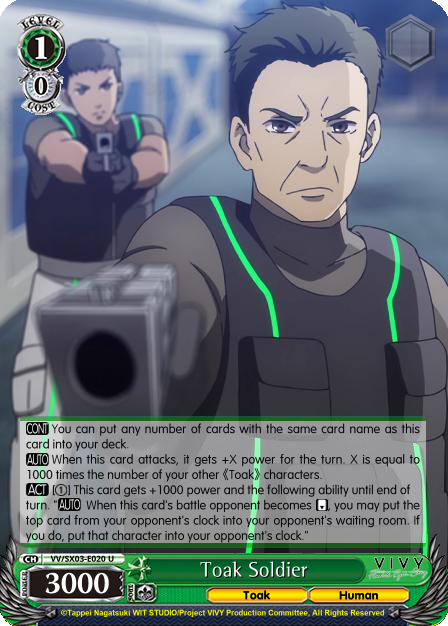 LEVEL
1
0
COST
CONT You can put any number of cards with the same card name as this
card into your deck.
AUTO When this card attacks, it gets +X power for the turn. X is equal to
1000 times the number of your other 《Toak》 characters.
ACT [①] This card gets +1000 power and the following ability until end of
turn. "AUTO When this card's battle opponent becomes , you may put the
top card from your opponent's clock into your opponent's waiting room. If
you do, put that character into your opponent's clock."
CH VV/SX03-E020 U
POWER 3000 SOUL
Toak Soldier
VIVY
Toak Human
©Tappei Nagatsuki WIT STUDIO/Project VIVY Production Committee, All Rights Reserved